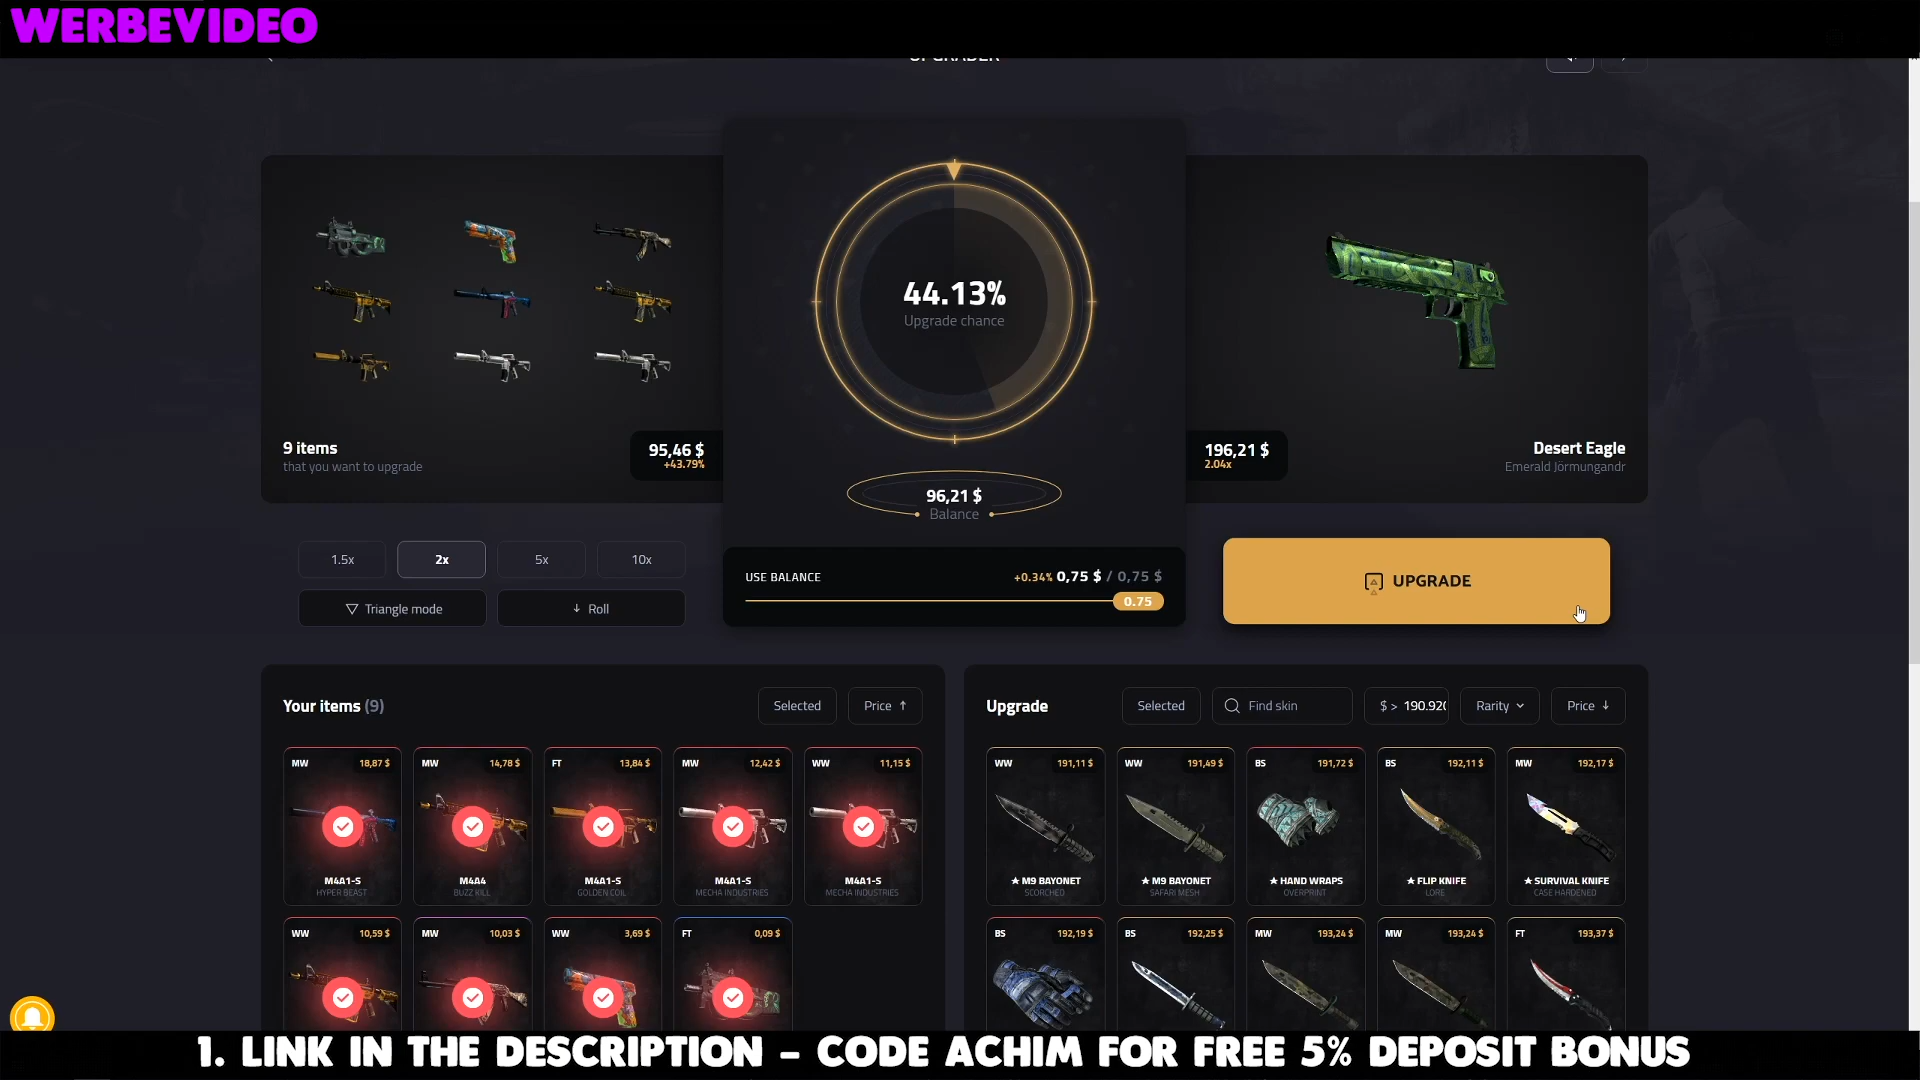 WERBEVIDEO
UPGRADER
44.13%
Upgrade chance
9 items
that you want to upgrade
95,46 $
+43.79%
196,21 $
2.04x
Desert Eagle
Emerald Jörmungandr
96,21 $
Balance
1.5x 2x 5x 10x
Triangle mode Roll
USE BALANCE +0.34% 0,75 $ / 0,75 $
0.75
UPGRADE
Your items (9) Selected Price
MW 18,87 $ MW 14,78 $ FT 13,84 $ MW 12,42 $ WW 11,15 $
M4A1-S M4A4 M4A1-S M4A1-S M4A1-S
HYPER BEAST BUZZ KILL GOLDEN COIL MECHA INDUSTRIES MECHA INDUSTRIES
WW 10,59 $ MW 10,03 $ WW 3,69 $ FT 0,09 $
Upgrade Selected Find skin $ > 190.920 Rarity Price
WW 191,11 $ WW 191,49 $ BS 191,72 $ BS 192,11 $ MW 192,17 $
★ M9 BAYONET ★ M9 BAYONET ★ HAND WRAPS ★ FLIP KNIFE ★ SURVIVAL KNIFE
SCORCHED SAFARI MESH OVERPRINT LORE CASE HARDENED
BS 192,19 $ BS 192,25 $ MW 193,24 $ MW 193,24 $ FT 193,37 $
1. LINK IN THE DESCRIPTION – CODE ACHIM FOR FREE 5% DEPOSIT BONUS